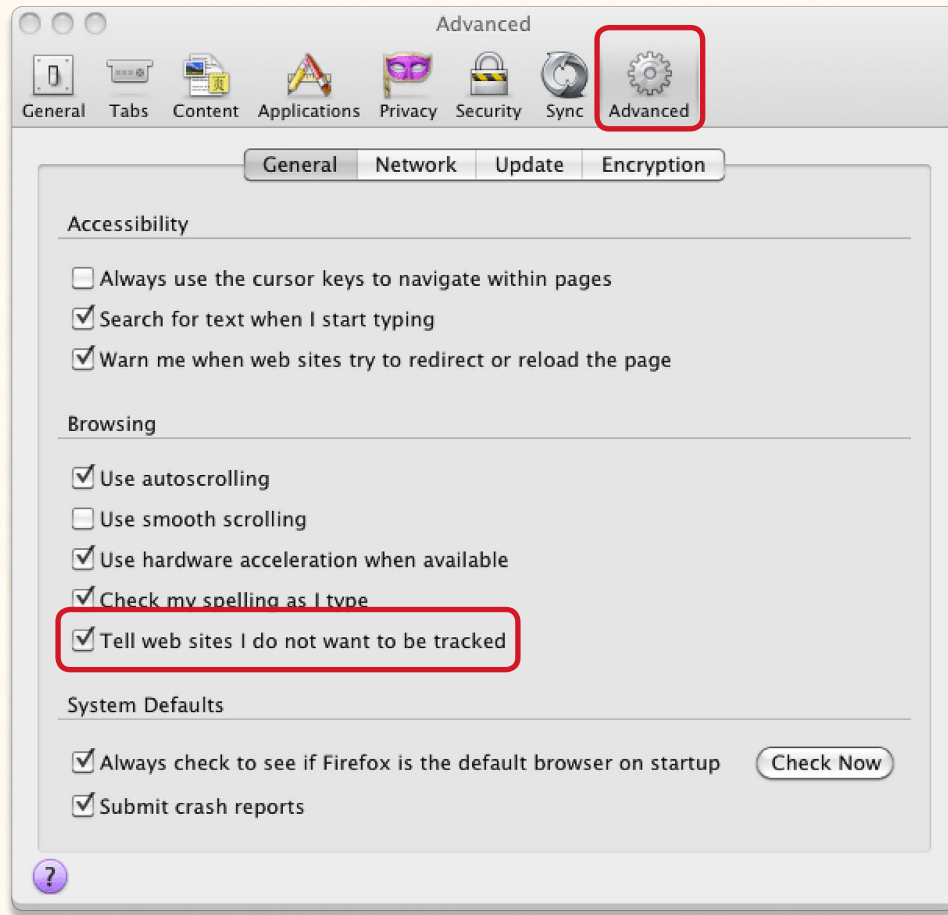 Advanced
General Tabs Content Applications Privacy Security Sync Advanced
General Network Update Encryption
Accessibility
Always use the cursor keys to navigate within pages
Search for text when I start typing
Warn me when web sites try to redirect or reload the page
Browsing
Use autoscrolling
Use smooth scrolling
Use hardware acceleration when available
Check my spelling as I type
Tell web sites I do not want to be tracked
System Defaults
Always check to see if Firefox is the default browser on startup Check Now
Submit crash reports
?